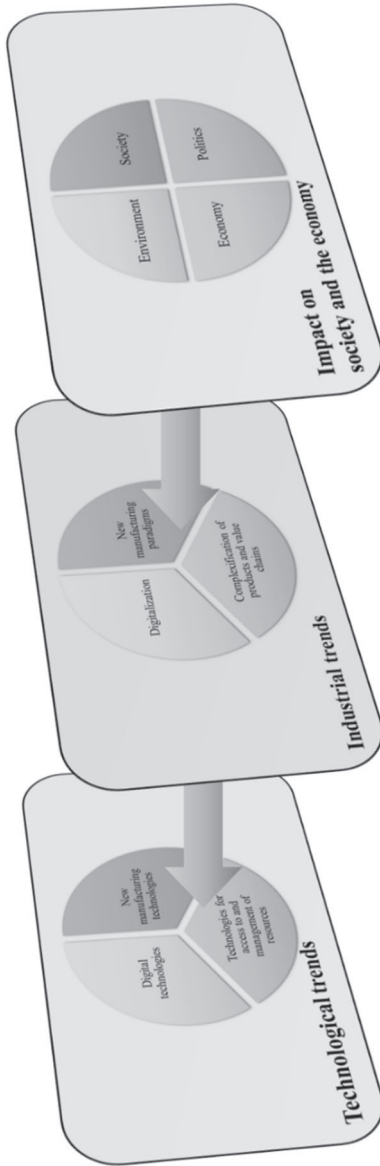 Digital
technologies
New
manufacturing
technologies
Technologies for
access to and
management of
resources
Technological trends
Digitalization
New
manufacturing
paradigms
Complexification of
products and value
chains
Industrial trends
Environment
Society
Economy
Politics
Impact on
society and the economy